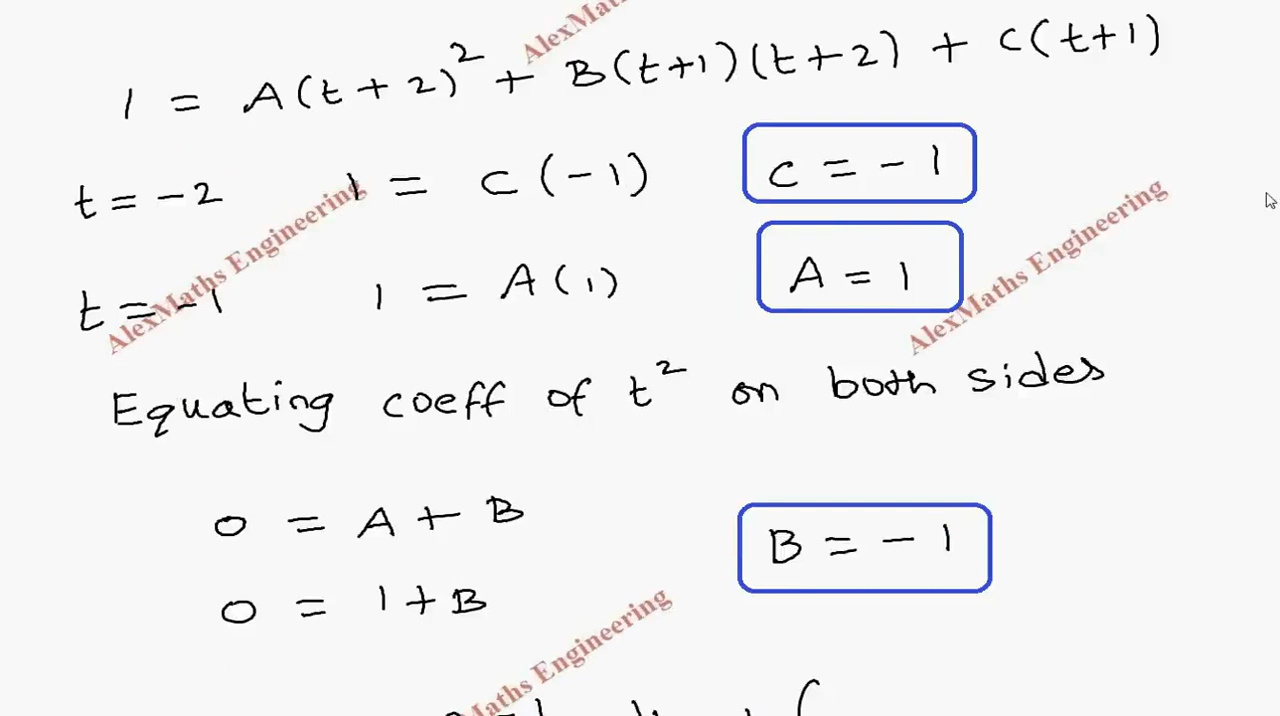 1 = A(t+2)² + B(t+1)(t+2) + C(t+1)
t = -2 1 = C(-1) C = -1
t = -1 1 = A(1) A = 1
Equating coeff of t² on both sides
0 = A + B B = -1
0 = 1 + B
AlexMaths Engineering
AlexMaths Engineering
AlexMaths Engineering
Maths Engineering